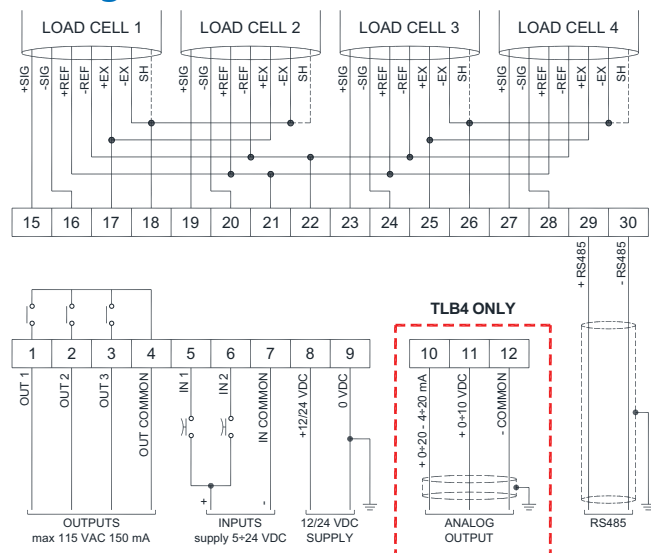 LOAD CELL 1 LOAD CELL 2 LOAD CELL 3 LOAD CELL 4
+SIG -SIG +REF -REF +EX -EX SH +SIG -SIG +REF -REF +EX -EX SH +SIG -SIG +REF -REF +EX -EX SH +SIG -SIG +REF -REF +EX -EX SH
15 16 17 18 19 20 21 22 23 24 25 26 27 28 29 30
+ RS485 - RS485
TLB4 ONLY
1 2 3 4 5 6 7 8 9 10 11 12
OUT 1
OUT 2
OUT 3
OUT COMMON
IN 1
IN 2
IN COMMON
+12/24 VDC
0 VDC
+ 0÷20 - 4÷20 mA
+ 0÷10 VDC
- COMMON
+ -
OUTPUTS
max 115 VAC 150 mA
INPUTS
supply 5÷24 VDC
12/24 VDC
SUPPLY
ANALOG
OUTPUT
RS485